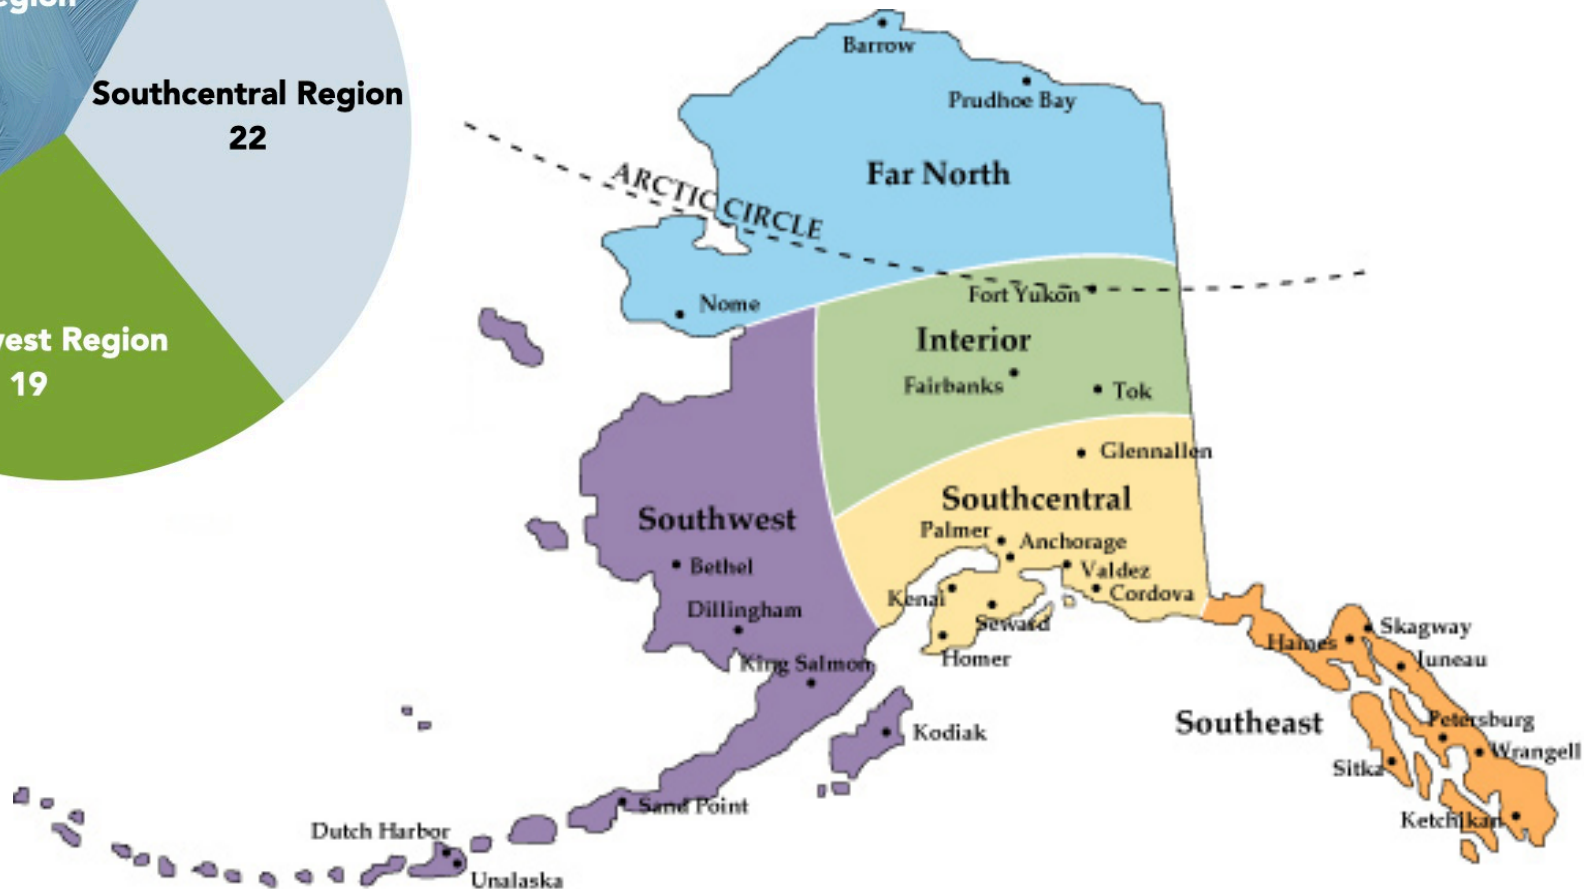 egion
Southcentral Region
22
vest Region
19
Barrow
Prudhoe Bay
Far North
ARCTIC CIRCLE
Nome
Fort Yukon
Interior
Fairbanks
Tok
Glennallen
Southcentral
Palmer
Anchorage
Valdez
Cordova
Kenai
Seward
Homer
Southwest
Bethel
Dillingham
King Salmon
Kodiak
Sand Point
Dutch Harbor
Unalaska
Skagway
Haines
Juneau
Southeast
Petersburg
Wrangell
Sitka
Ketchikan